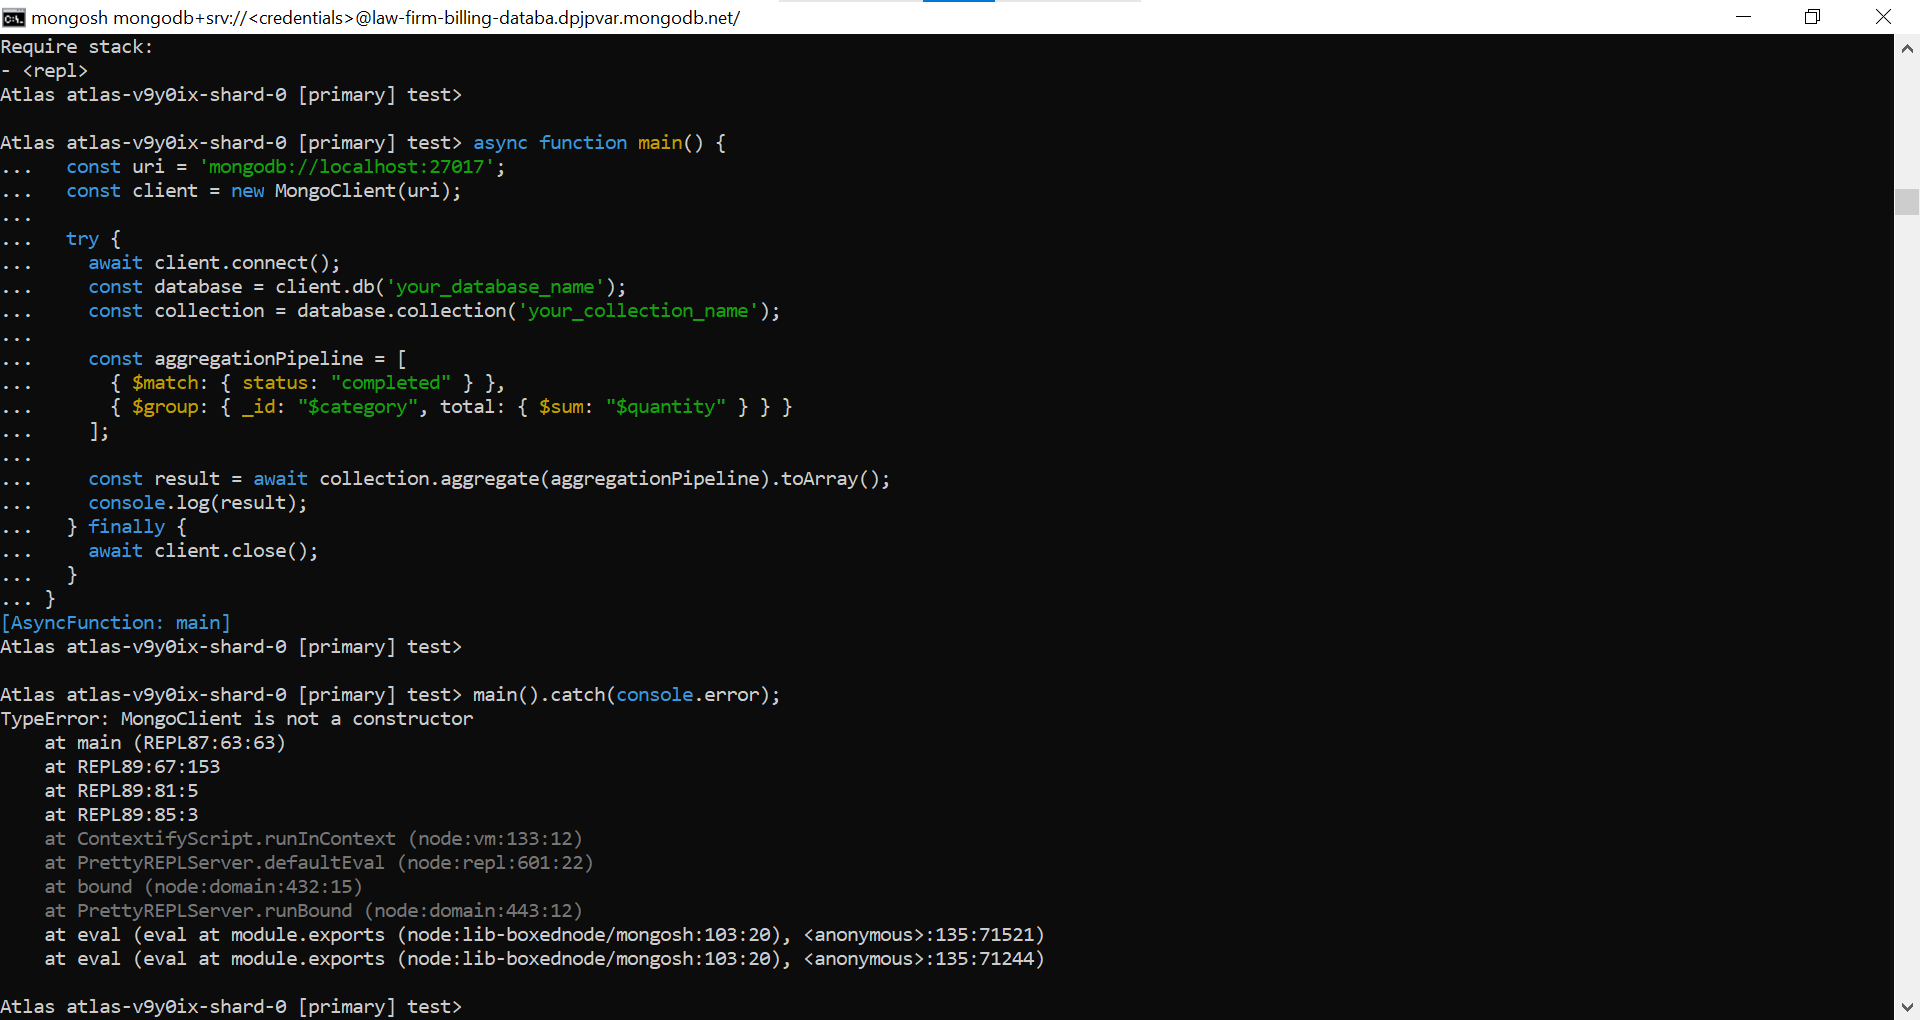 mongosh mongodb+srv://<credentials>@law-firm-billing-databa.dpjpvar.mongodb.net/
Require stack:
- <repl>
Atlas atlas-v9y0ix-shard-0 [primary] test>
Atlas atlas-v9y0ix-shard-0 [primary] test> async function main() {
...   const uri = 'mongodb://localhost:27017';
...   const client = new MongoClient(uri);
...
...   try {
...     await client.connect();
...     const database = client.db('your_database_name');
...     const collection = database.collection('your_collection_name');
...
...     const aggregationPipeline = [
...       { $match: { status: "completed" } },
...       { $group: { _id: "$category", total: { $sum: "$quantity" } } }
...     ];
...
...     const result = await collection.aggregate(aggregationPipeline).toArray();
...     console.log(result);
...   } finally {
...     await client.close();
...   }
... }
[AsyncFunction: main]
Atlas atlas-v9y0ix-shard-0 [primary] test>
Atlas atlas-v9y0ix-shard-0 [primary] test> main().catch(console.error);
TypeError: MongoClient is not a constructor
    at main (REPL87:63:63)
    at REPL89:67:153
    at REPL89:81:5
    at REPL89:85:3
    at ContextifyScript.runInContext (node:vm:133:12)
    at PrettyREPLServer.defaultEval (node:repl:601:22)
    at bound (node:domain:432:15)
    at PrettyREPLServer.runBound (node:domain:443:12)
    at eval (eval at module.exports (node:lib-boxednode/mongosh:103:20), <anonymous>:135:71521)
    at eval (eval at module.exports (node:lib-boxednode/mongosh:103:20), <anonymous>:135:71244)
Atlas atlas-v9y0ix-shard-0 [primary] test>